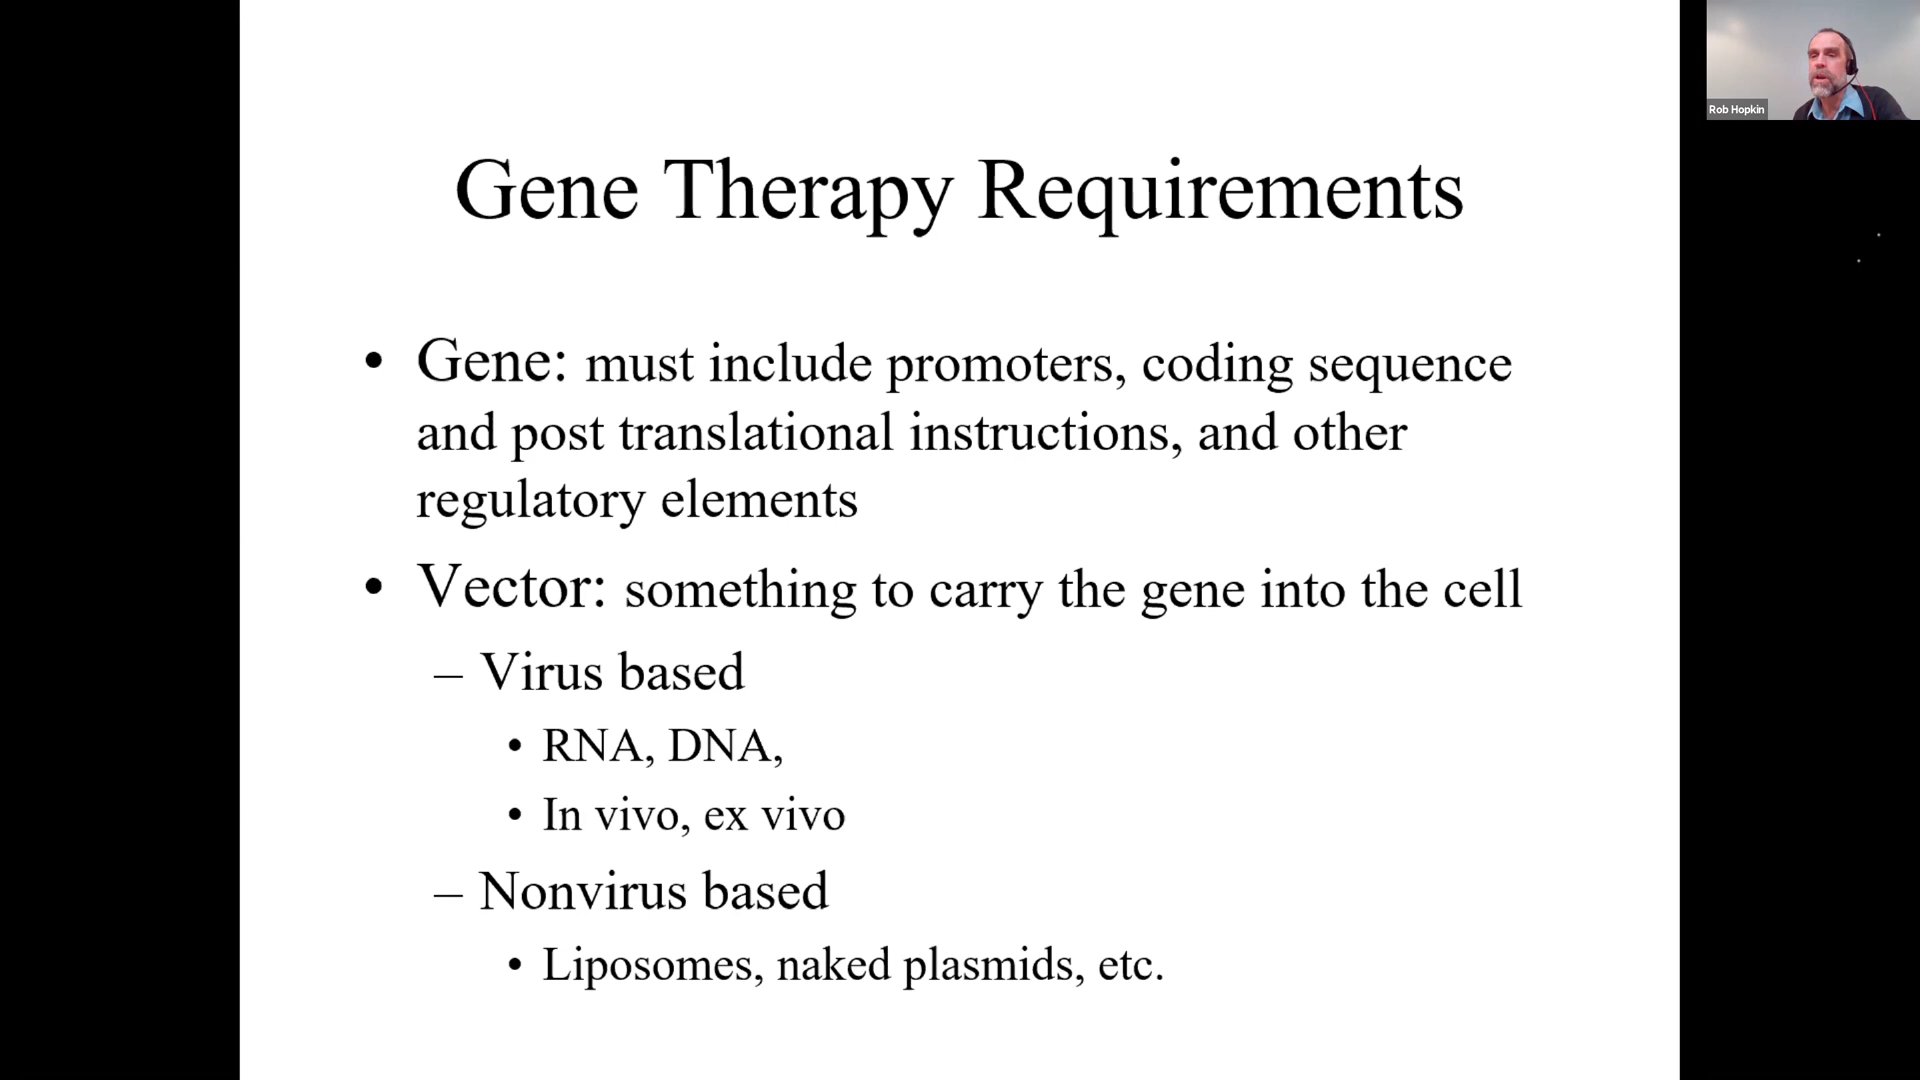 Rob Hopkin
Gene Therapy Requirements
• Gene: must include promoters, coding sequence
and post translational instructions, and other
regulatory elements
• Vector: something to carry the gene into the cell
– Virus based
• RNA, DNA,
• In vivo, ex vivo
– Nonvirus based
• Liposomes, naked plasmids, etc.